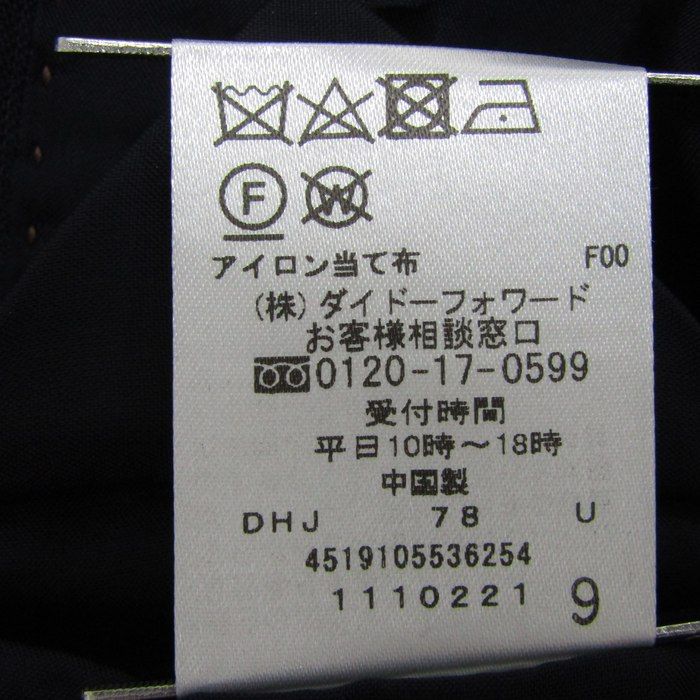 F W
アイロン当て布 F00
(株)ダイドーフォワード
お客様相談窓口
0120-17-0599
受付時間
平日10時～18時
中国製
DHJ 78 U
4519105536254
1110221 9